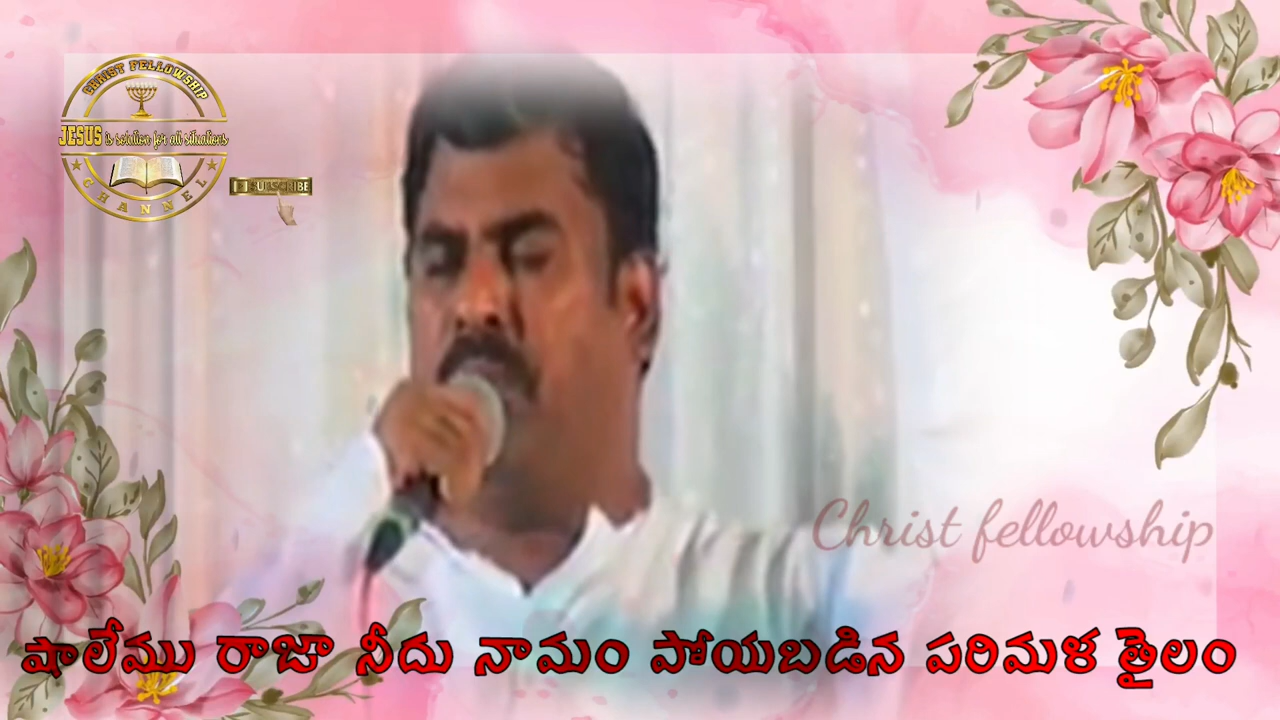 CHRIST FELLOWSHIP
JESUS is solution for all situations
CHANNEL
SUBSCRIBE
Christ fellowship
షాలేము రాజా నీదు నామం పోయబడిన పరిమళ తైలం